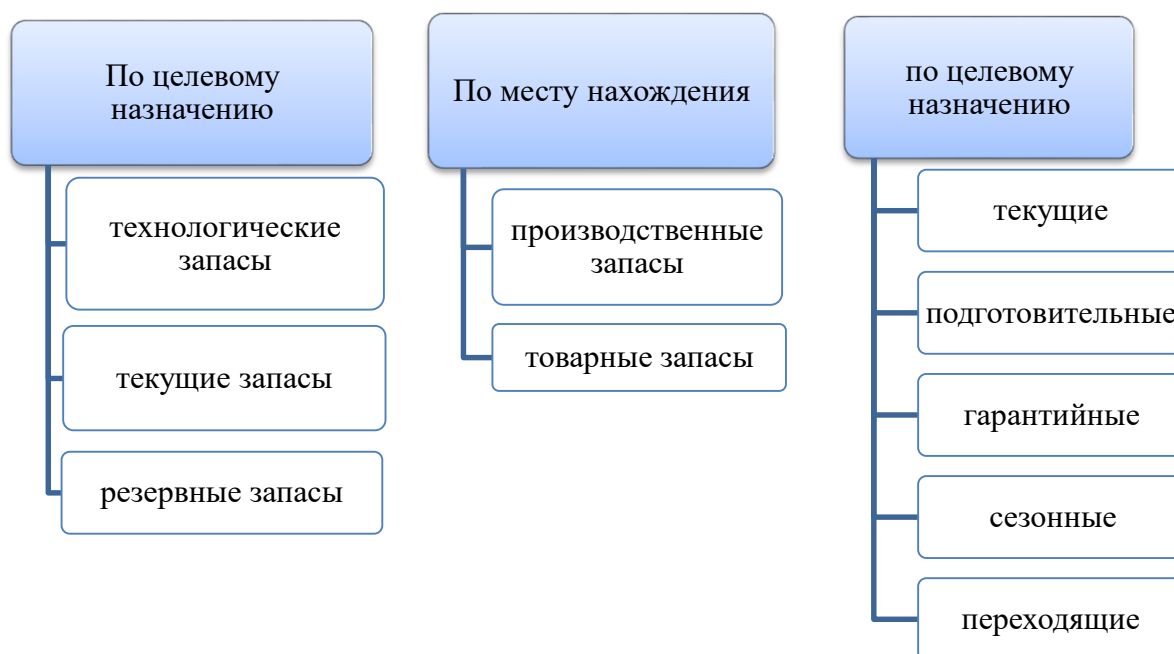 По целевому
назначению
технологические
запасы
текущие запасы
резервные запасы
По месту нахождения
производственные
запасы
товарные запасы
по целевому
назначению
текущие
подготовительные
гарантийные
сезонные
переходящие